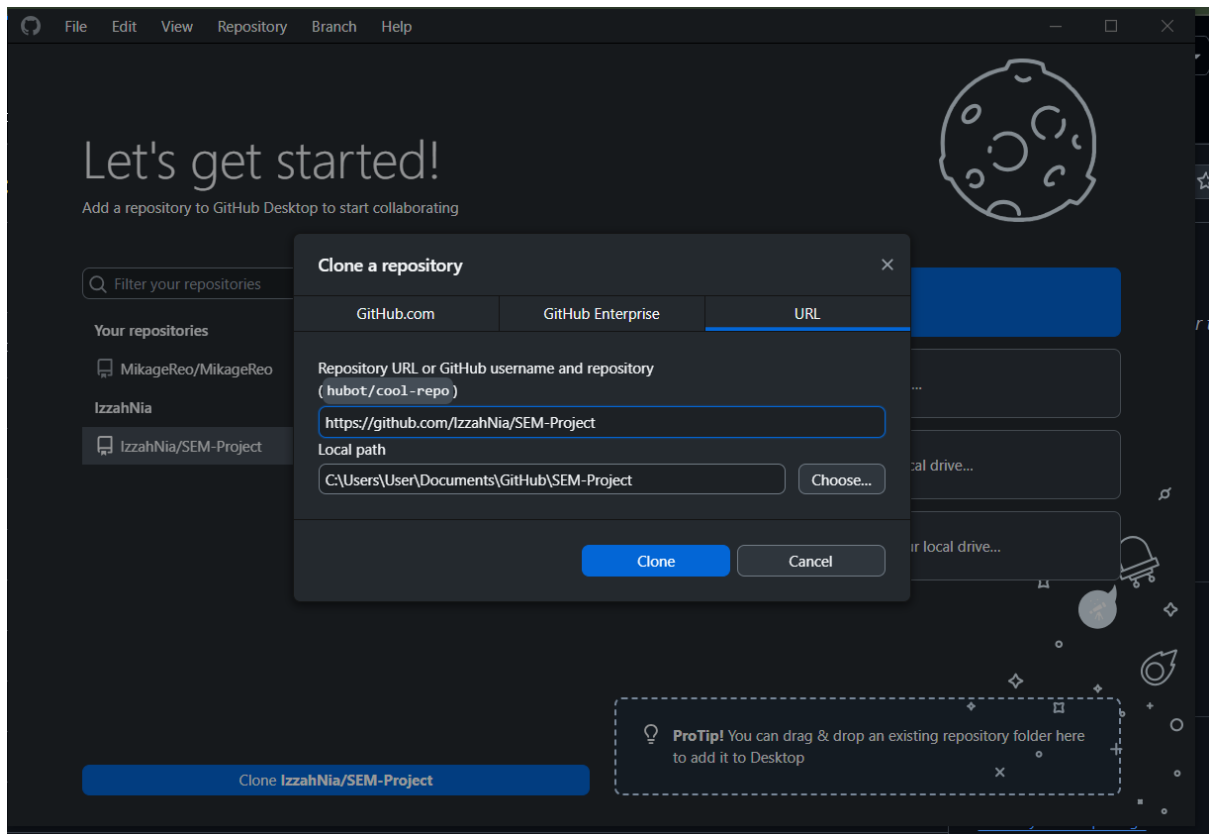 File Edit View Repository Branch Help
Let's get started!
Add a repository to GitHub Desktop to start collaborating
Filter your repositories
Your repositories
MikageReo/MikageReo
IzzahNia
IzzahNia/SEM-Project
Clone a repository
GitHub.com GitHub Enterprise URL
Repository URL or GitHub username and repository
(hubot/cool-repo)
https://github.com/IzzahNia/SEM-Project
Local path
C:\Users\User\Documents\GitHub\SEM-Project
Choose...
Clone Cancel
...
drive...
local drive...
ProTip! You can drag & drop an existing repository folder here
to add it to Desktop
Clone IzzahNia/SEM-Project